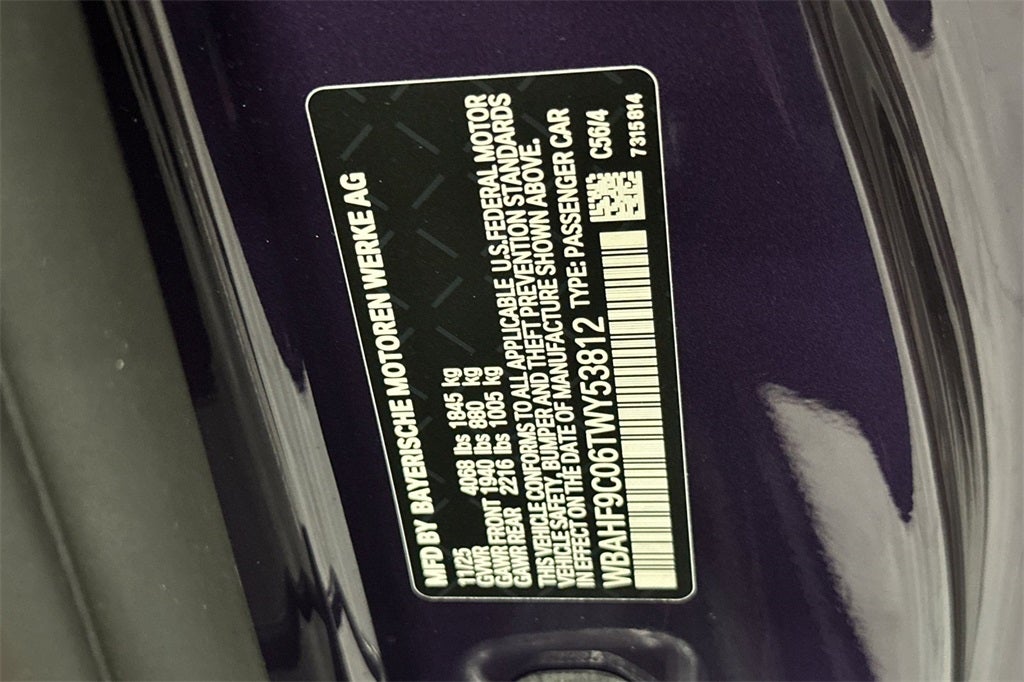 MFD BY BAYERISCHE MOTOREN WERKE AG
11/25
GVWR 4068 lbs 1845 kg
GAWR FRONT 1940 lbs 880 kg
GAWR REAR 2216 lbs 1005 kg
THIS VEHICLE CONFORMS TO ALL APPLICABLE U.S.FEDERAL MOTOR
VEHICLE SAFETY, BUMPER AND THEFT PREVENTION STANDARDS
IN EFFECT ON THE DATE OF MANUFACTURE SHOWN ABOVE.
WBAHF9C06TWY53812 TYPE: PASSENGER CAR
C56/4
7315814